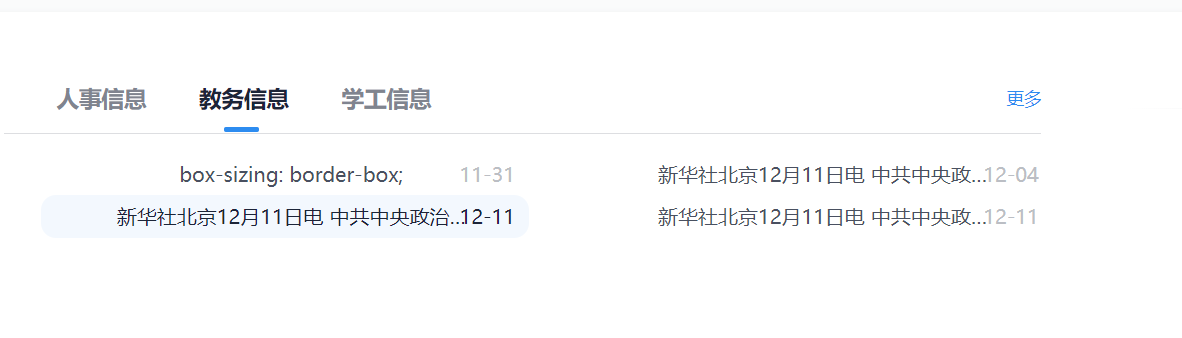 人事信息 教务信息 学工信息 更多
box-sizing: border-box; 11-31 新华社北京12月11日电 中共中央政... 12-04
新华社北京12月11日电 中共中央政治... 12-11 新华社北京12月11日电 中共中央政... 12-11